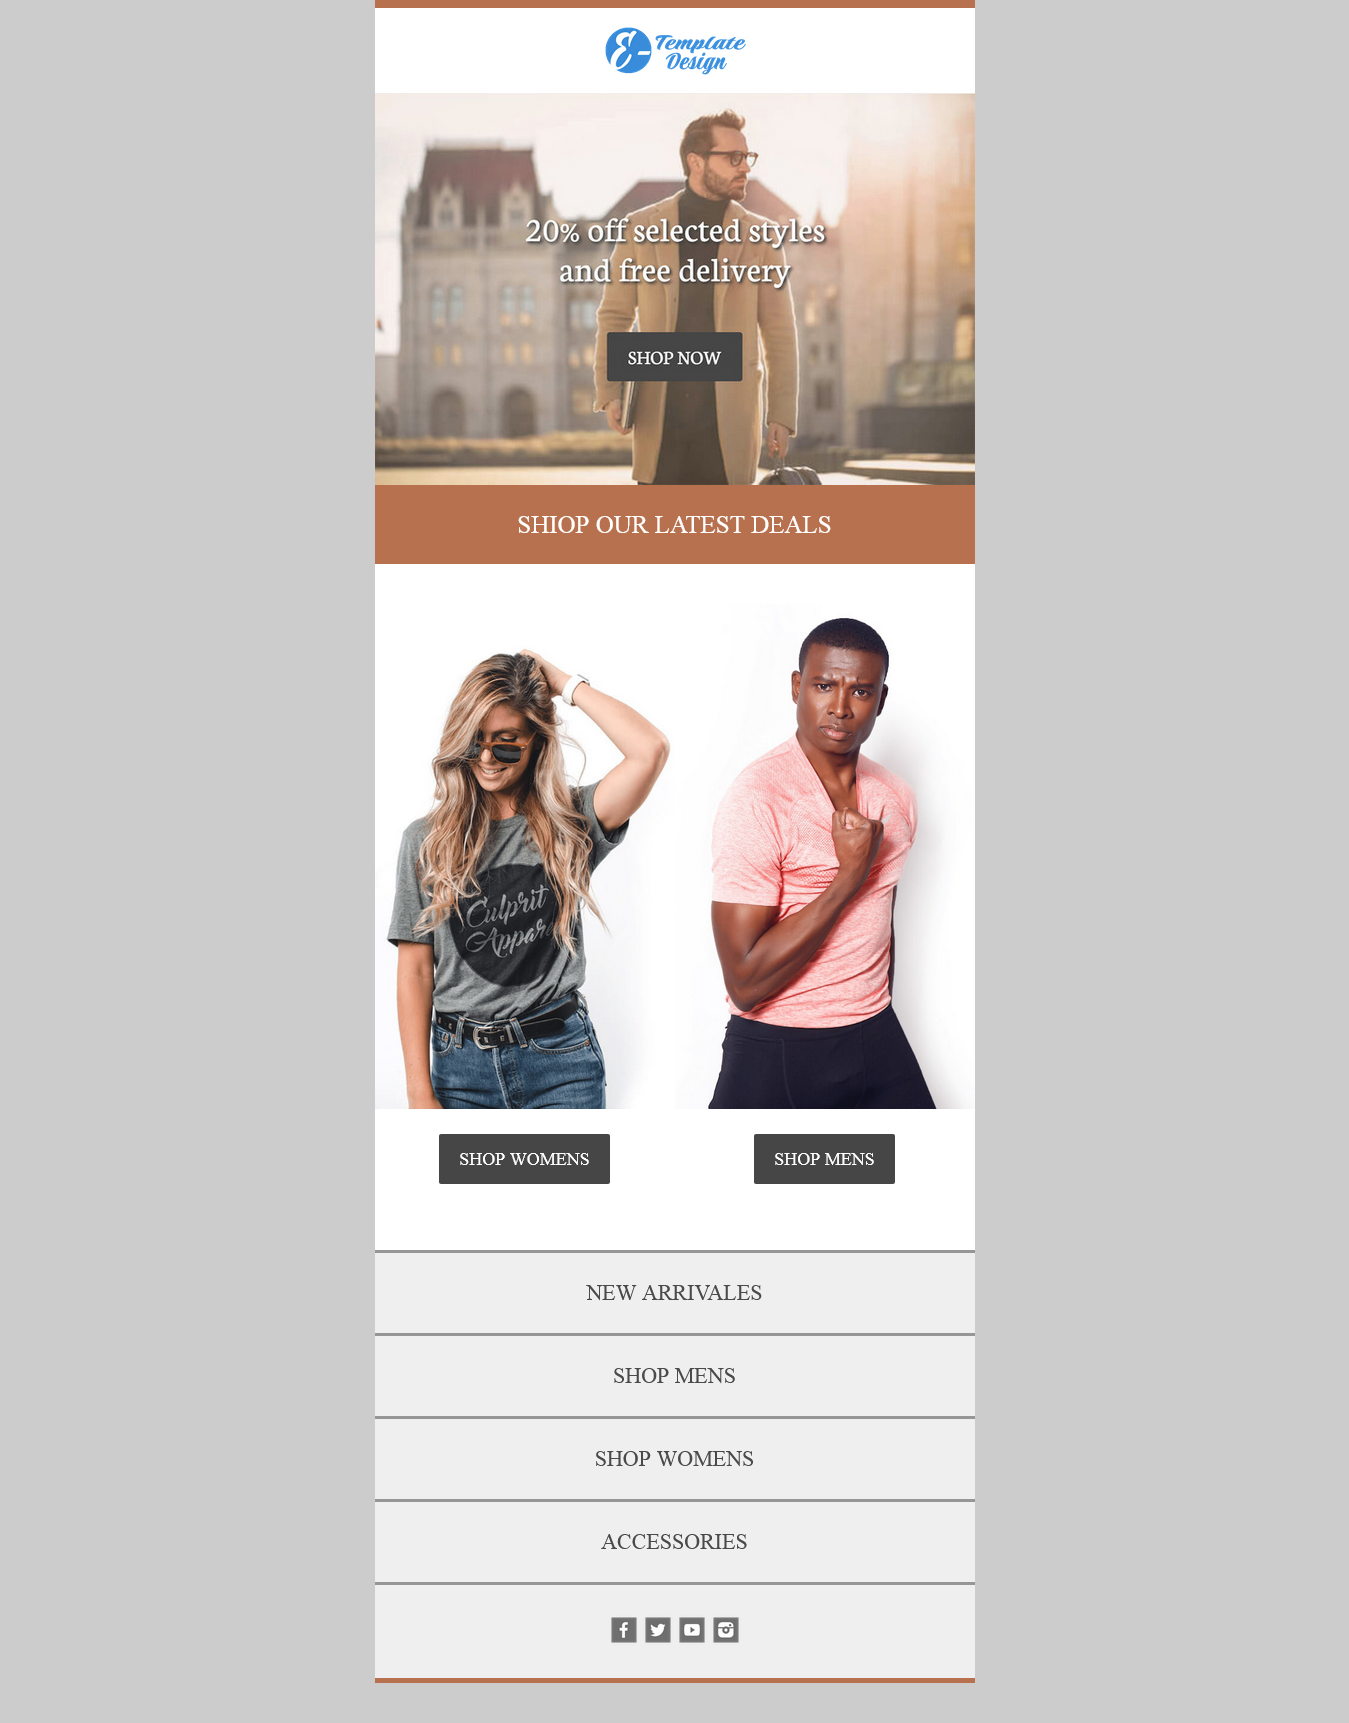 E-Template
Design
20% off selected styles
and free delivery
SHOP NOW
SHIOP OUR LATEST DEALS
Culprit
Appare
SHOP WOMENS
SHOP MENS
NEW ARRIVALES
SHOP MENS
SHOP WOMENS
ACCESSORIES